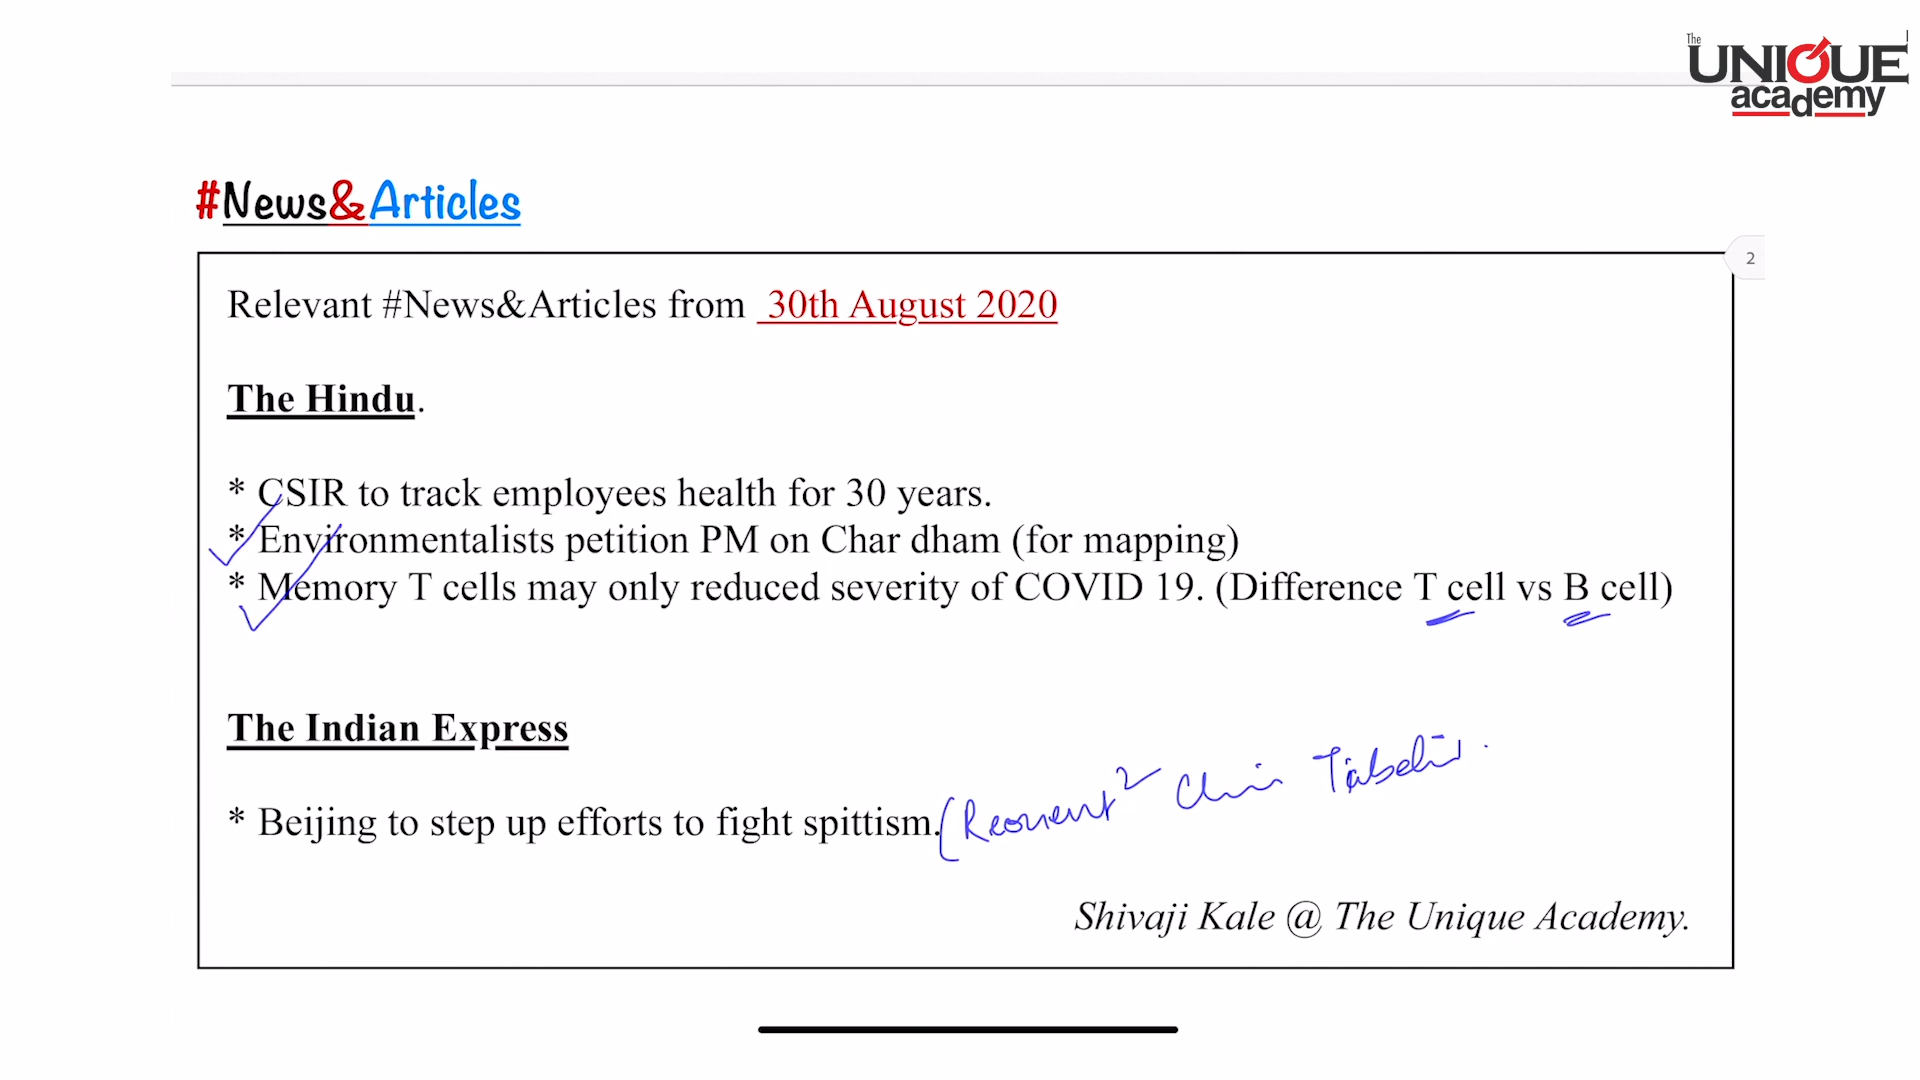 The
UNIQUE
academy
#News&Articles
2
Relevant #News&Articles from 30th August 2020
The Hindu.
* CSIR to track employees health for 30 years.
* Environmentalists petition PM on Char dham (for mapping)
* Memory T cells may only reduced severity of COVID 19. (Difference T cell vs B cell)
The Indian Express
* Beijing to step up efforts to fight spittism.
Shivaji Kale @ The Unique Academy.